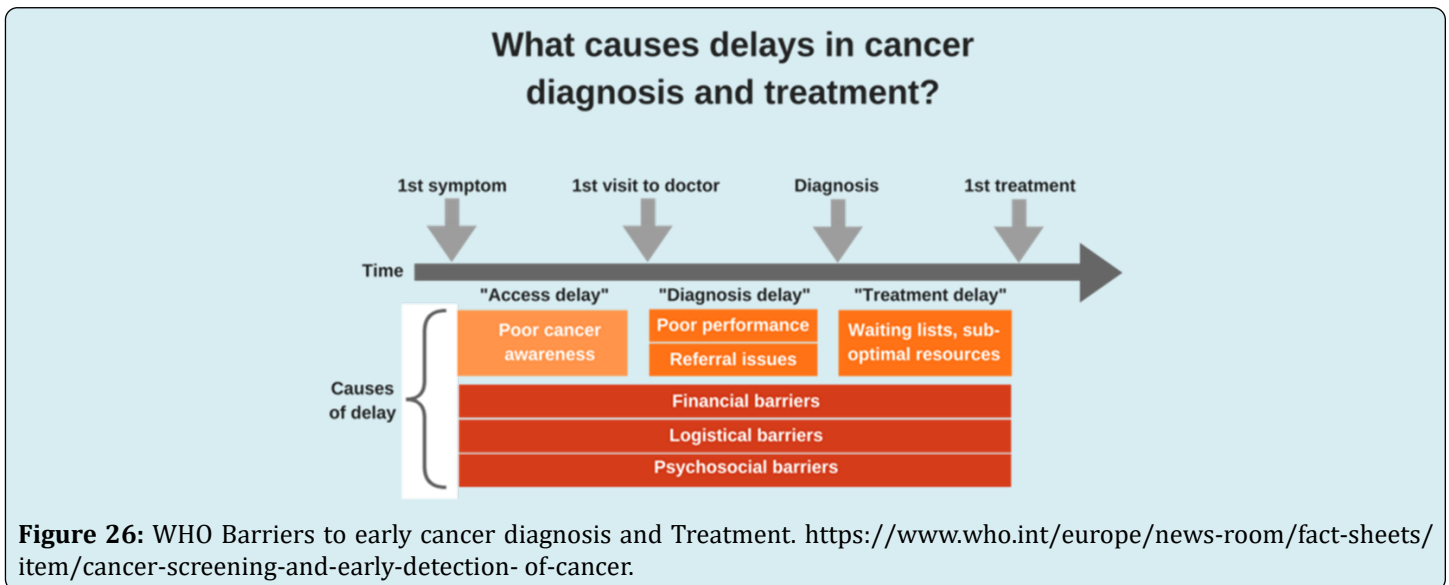 What causes delays in cancer
diagnosis and treatment?
1st symptom
1st visit to doctor
Diagnosis
1st treatment
Time
"Access delay"
"Diagnosis delay"
"Treatment delay"
Causes
of delay
Poor cancer
awareness
Poor performance
Referral issues
Waiting lists, sub-
optimal resources
Financial barriers
Logistical barriers
Psychosocial barriers
Figure 26: WHO Barriers to early cancer diagnosis and Treatment. https://www.who.int/europe/news-room/fact-sheets/
item/cancer-screening-and-early-detection- of-cancer.